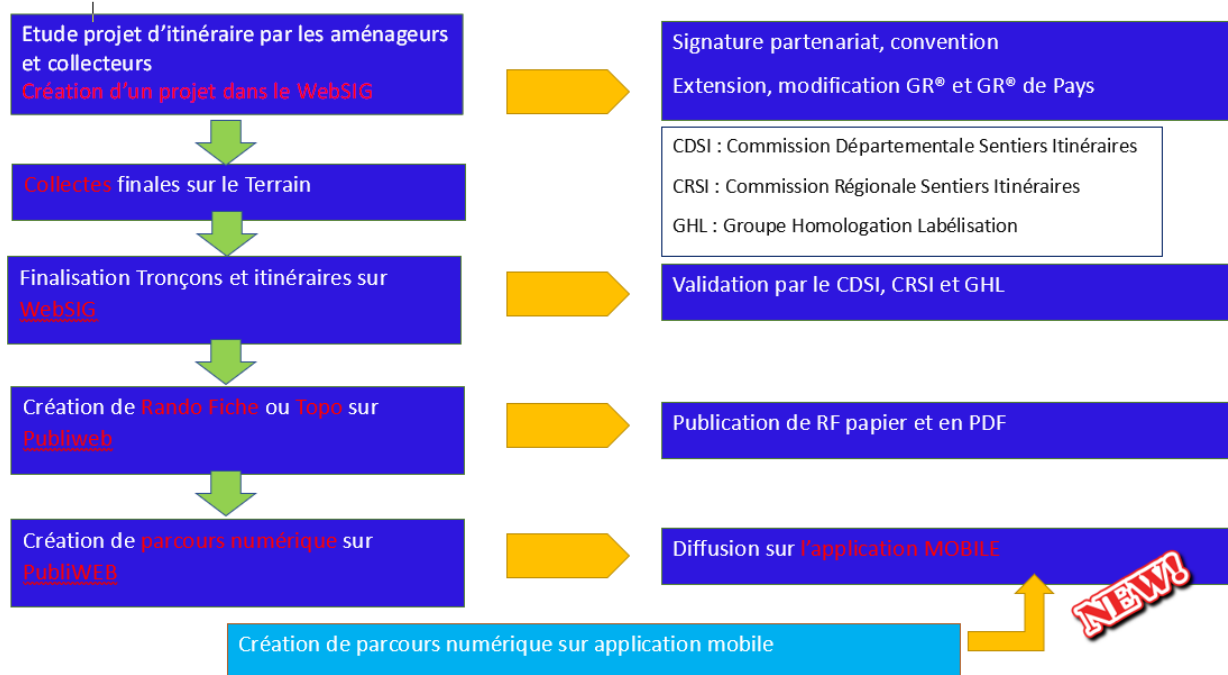 Etude projet d'itinéraire par les aménageurs
et collecteurs
Création d'un projet dans le WebSIG
Signature partenariat, convention
Extension, modification GR® et GR® de Pays
CDSI : Commission Départementale Sentiers Itinéraires
CRSI : Commission Régionale Sentiers Itinéraires
GHL : Groupe Homologation Labélisation
Collectes finales sur le Terrain
Finalisation Tronçons et itinéraires sur
WebSIG
Validation par le CDSI, CRSI et GHL
Création de Rando Fiche ou Topo sur
Publiweb
Publication de RF papier et en PDF
Création de parcours numérique sur
PubliWEB
Diffusion sur l'application MOBILE
NEW!
Création de parcours numérique sur application mobile